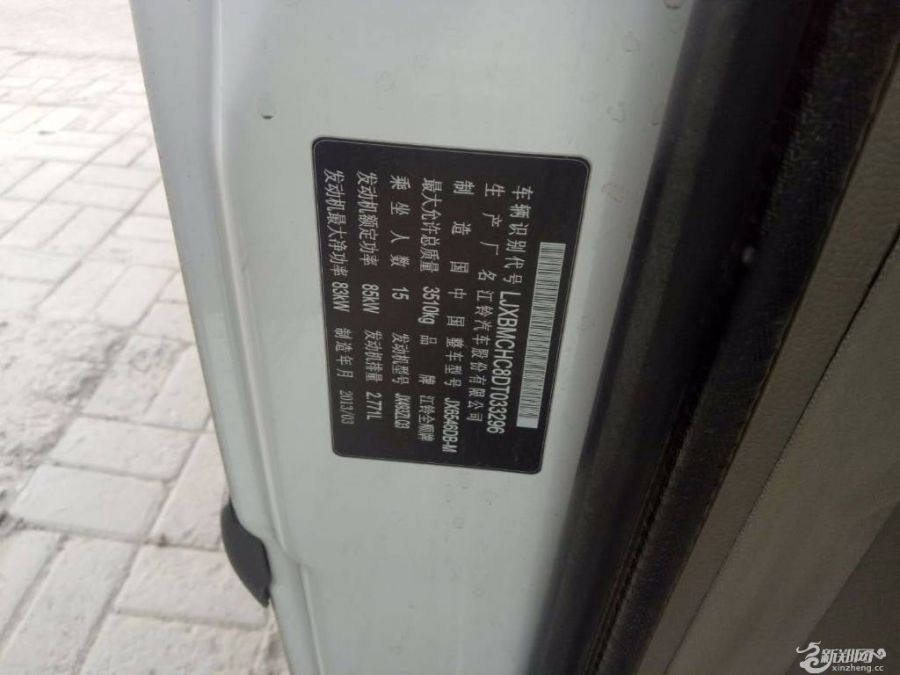 车辆识别代号 LJXBMCHC8DT033296
生产厂名 江铃汽车股份有限公司
制造国 中国 整车型号 JX6546DB-M
最大允许总质量 3510kg 品牌 江铃全顺牌
乘坐人数 15 发动机型号 JX493ZLQ3
发动机额定功率 85kW 发动机排量 2.771L
发动机最大净功率 83kW 制造年月 2013/03
新郑网
xinzheng.cc